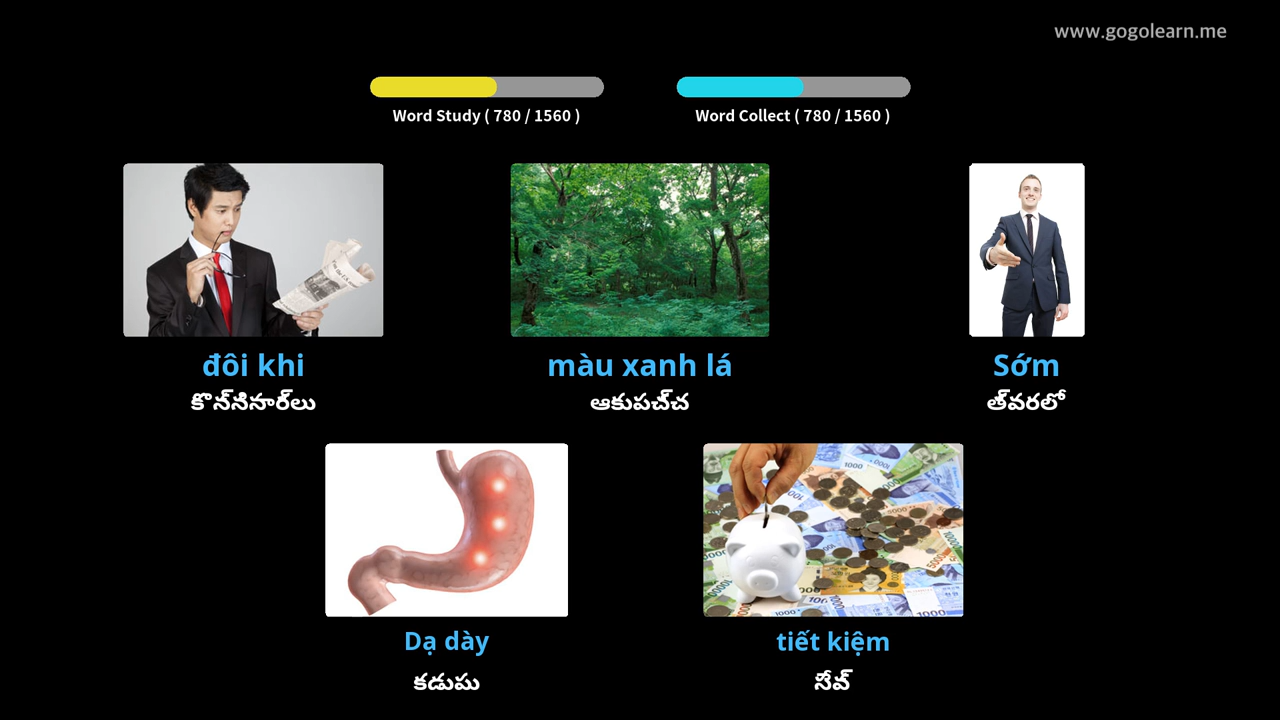 www.gogolearn.me
Word Study ( 780 / 1560 )
Word Collect ( 780 / 1560 )
đôi khi
màu xanh lá
Sớm
కొన్నిసార్లు
ఆకుపచ్చ
త్వరలో
Dạ dày
tiết kiệm
కడుపు
సేవ్